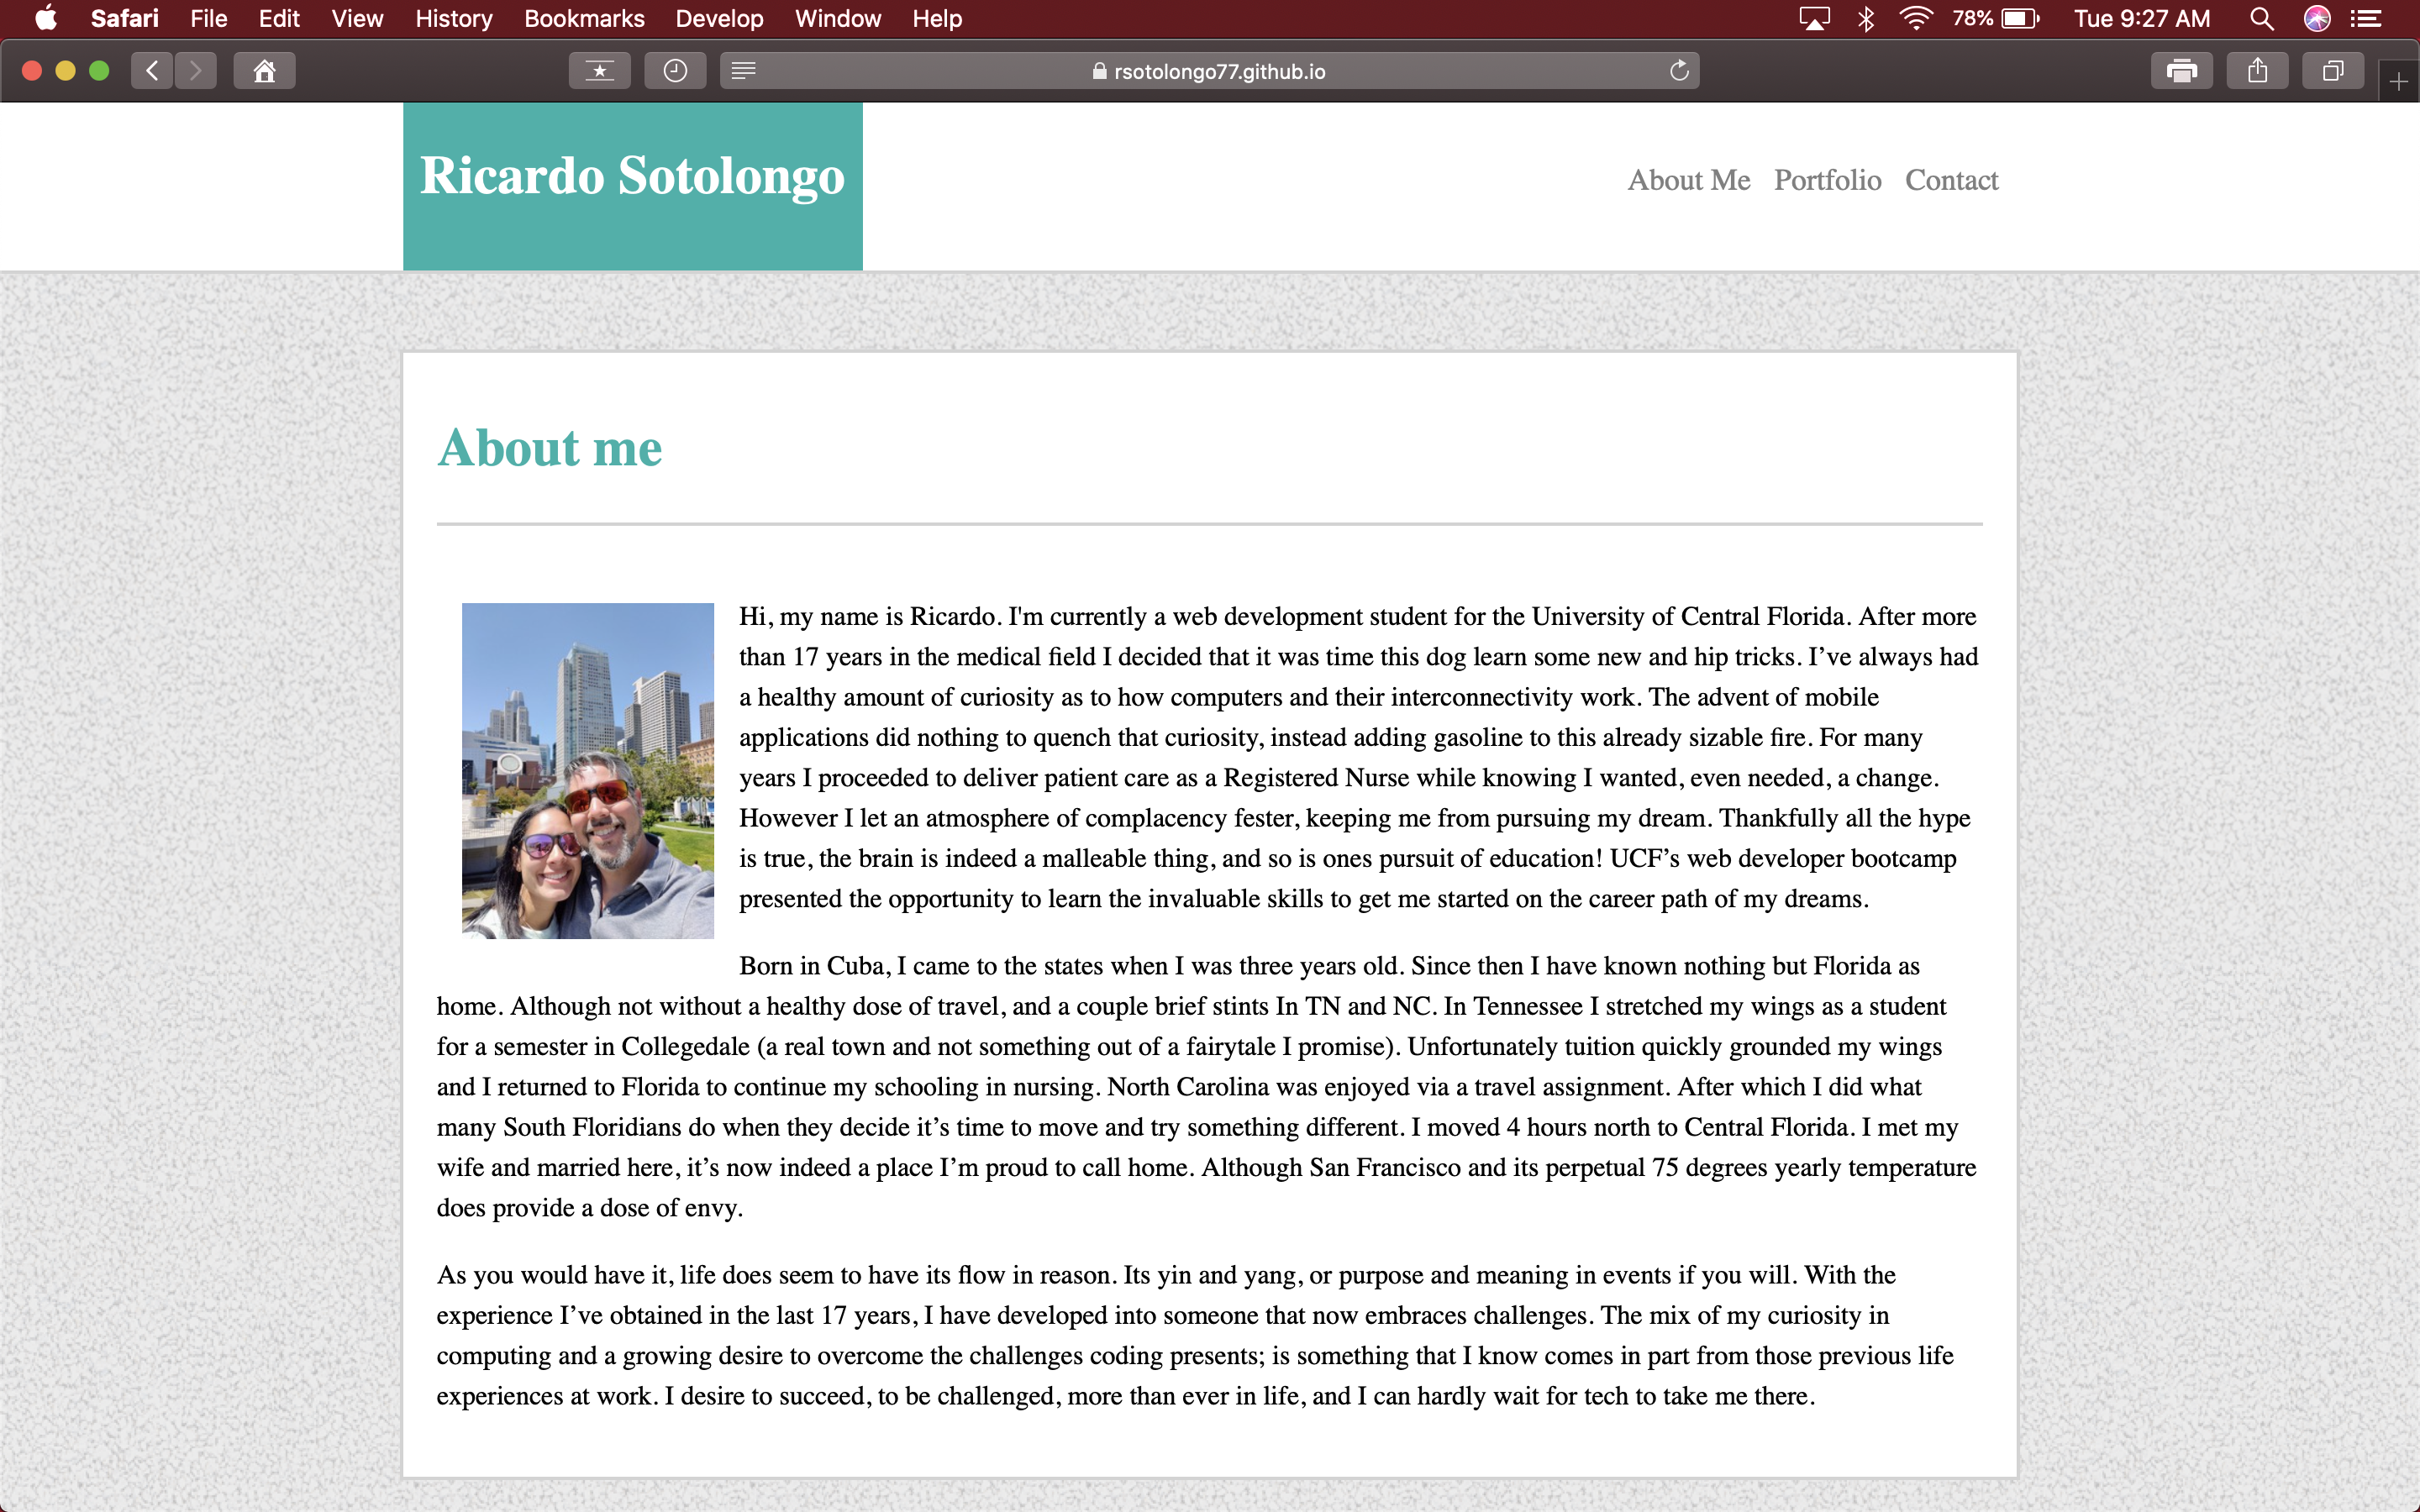 Safari File Edit View History Bookmarks Develop Window Help 78% Tue 9:27 AM
rsotolongo77.github.io
Ricardo Sotolongo
About Me Portfolio Contact
About me
Hi, my name is Ricardo. I'm currently a web development student for the University of Central Florida. After more
than 17 years in the medical field I decided that it was time this dog learn some new and hip tricks. I’ve always had
a healthy amount of curiosity as to how computers and their interconnectivity work. The advent of mobile
applications did nothing to quench that curiosity, instead adding gasoline to this already sizable fire. For many
years I proceeded to deliver patient care as a Registered Nurse while knowing I wanted, even needed, a change.
However I let an atmosphere of complacency fester, keeping me from pursuing my dream. Thankfully all the hype
is true, the brain is indeed a malleable thing, and so is ones pursuit of education! UCF’s web developer bootcamp
presented the opportunity to learn the invaluable skills to get me started on the career path of my dreams.
Born in Cuba, I came to the states when I was three years old. Since then I have known nothing but Florida as
home. Although not without a healthy dose of travel, and a couple brief stints In TN and NC. In Tennessee I stretched my wings as a student
for a semester in Collegedale (a real town and not something out of a fairytale I promise). Unfortunately tuition quickly grounded my wings
and I returned to Florida to continue my schooling in nursing. North Carolina was enjoyed via a travel assignment. After which I did what
many South Floridians do when they decide it’s time to move and try something different. I moved 4 hours north to Central Florida. I met my
wife and married here, it’s now indeed a place I’m proud to call home. Although San Francisco and its perpetual 75 degrees yearly temperature
does provide a dose of envy.
As you would have it, life does seem to have its flow in reason. Its yin and yang, or purpose and meaning in events if you will. With the
experience I’ve obtained in the last 17 years, I have developed into someone that now embraces challenges. The mix of my curiosity in
computing and a growing desire to overcome the challenges coding presents; is something that I know comes in part from those previous life
experiences at work. I desire to succeed, to be challenged, more than ever in life, and I can hardly wait for tech to take me there.